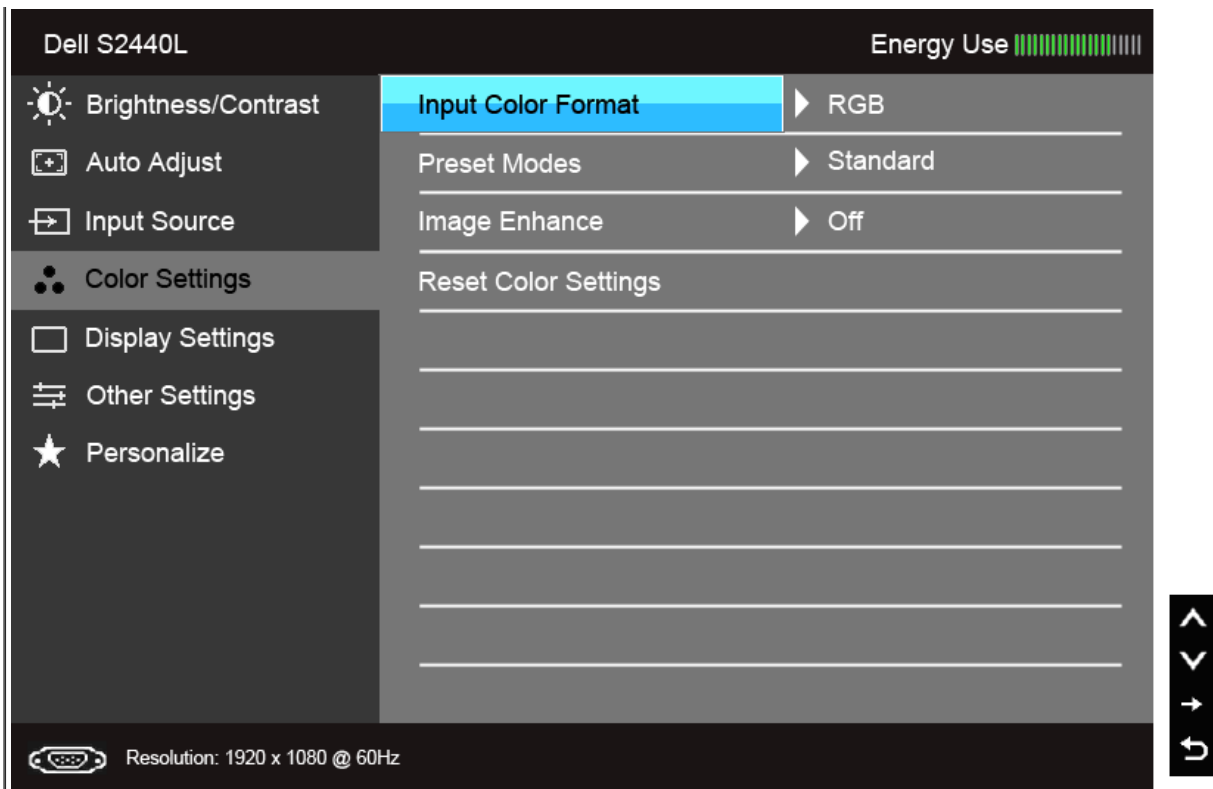 Dell S2440L
Energy Use
Brightness/Contrast
Input Color Format
RGB
Auto Adjust
Preset Modes
Standard
Input Source
Image Enhance
Off
Color Settings
Reset Color Settings
Display Settings
Other Settings
Personalize
Resolution: 1920 x 1080 @ 60Hz